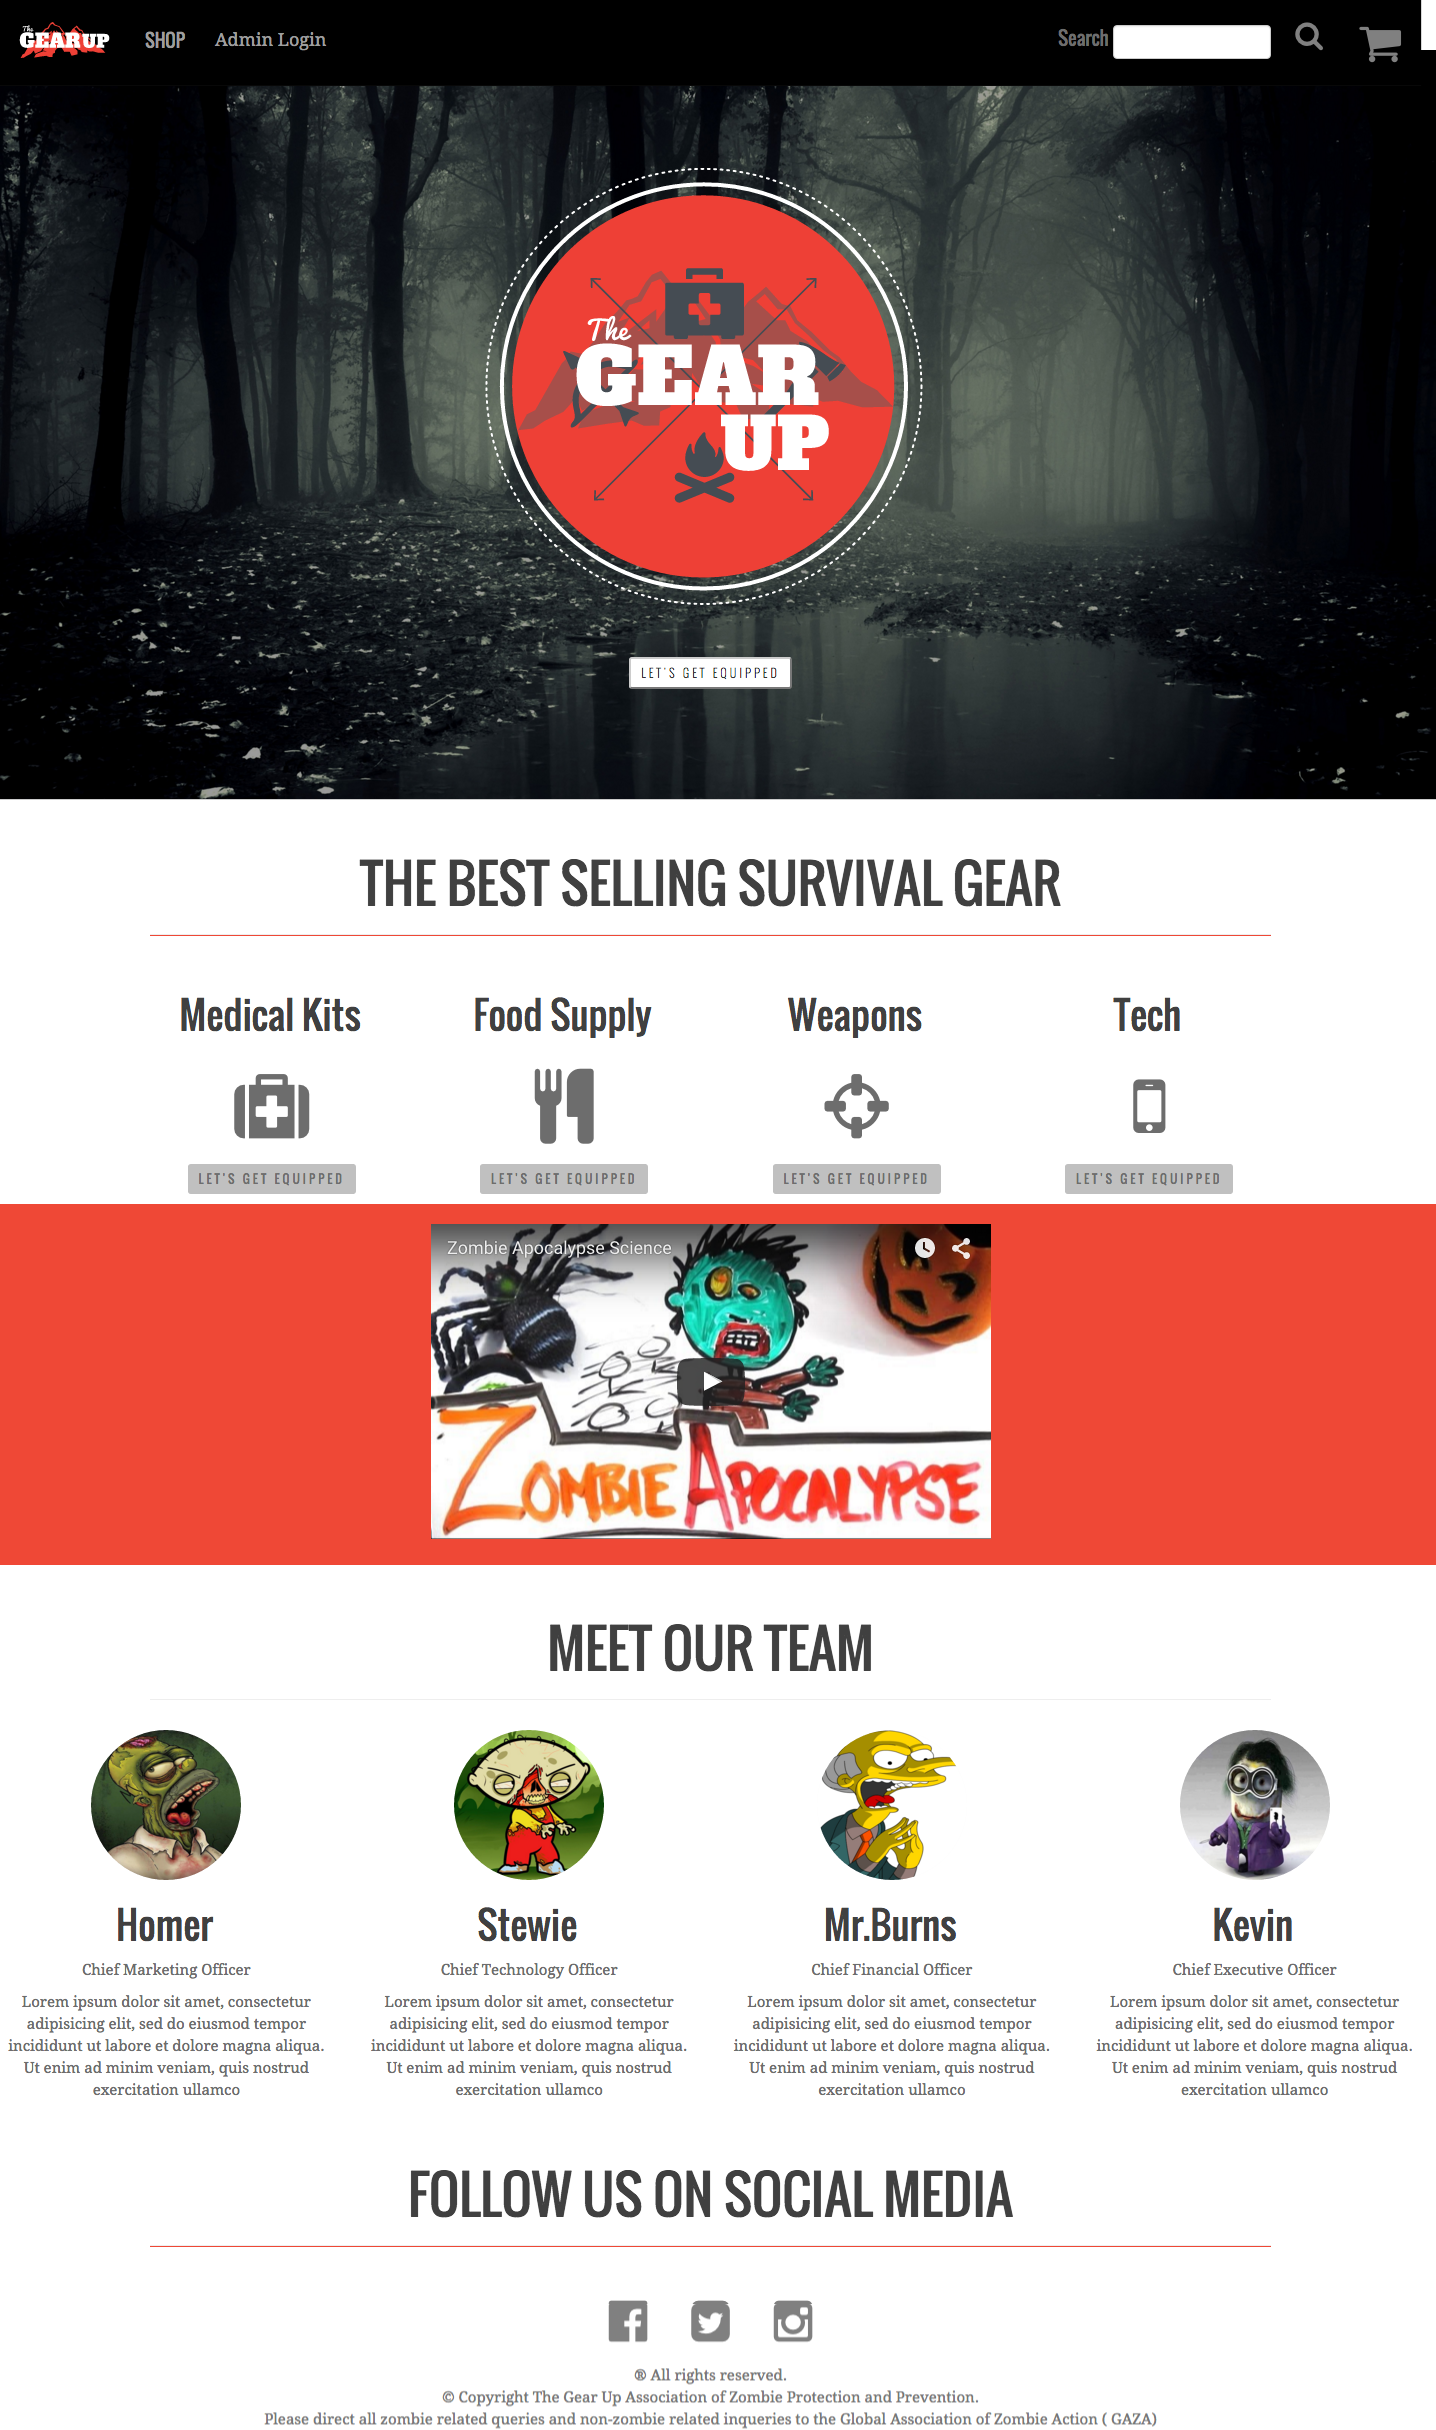 The
GEARUP
SHOP
Admin Login
Search
The
GEAR
UP
LET'S GET EQUIPPED
THE BEST SELLING SURVIVAL GEAR
Medical Kits
Food Supply
Weapons
Tech
LET'S GET EQUIPPED
LET'S GET EQUIPPED
LET'S GET EQUIPPED
LET'S GET EQUIPPED
Zombie Apocalypse Science
ZOMBIE APOCALYPSE
MEET OUR TEAM
Homer
Chief Marketing Officer
Lorem ipsum dolor sit amet, consectetur
adipisicing elit, sed do eiusmod tempor
incididunt ut labore et dolore magna aliqua.
Ut enim ad minim veniam, quis nostrud
exercitation ullamco
Stewie
Chief Technology Officer
Lorem ipsum dolor sit amet, consectetur
adipisicing elit, sed do eiusmod tempor
incididunt ut labore et dolore magna aliqua.
Ut enim ad minim veniam, quis nostrud
exercitation ullamco
Mr.Burns
Chief Financial Officer
Lorem ipsum dolor sit amet, consectetur
adipisicing elit, sed do eiusmod tempor
incididunt ut labore et dolore magna aliqua.
Ut enim ad minim veniam, quis nostrud
exercitation ullamco
Kevin
Chief Executive Officer
Lorem ipsum dolor sit amet, consectetur
adipisicing elit, sed do eiusmod tempor
incididunt ut labore et dolore magna aliqua.
Ut enim ad minim veniam, quis nostrud
exercitation ullamco
FOLLOW US ON SOCIAL MEDIA
® All rights reserved.
© Copyright The Gear Up Association of Zombie Protection and Prevention.
Please direct all zombie related queries and non-zombie related inqueries to the Global Association of Zombie Action ( GAZA)